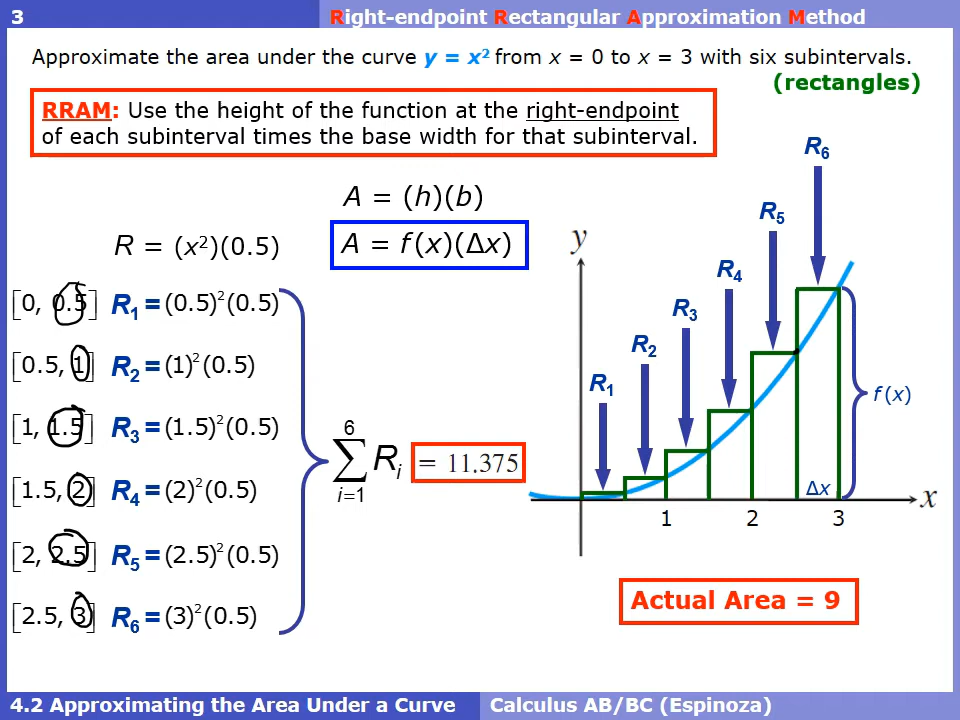 3
Right-endpoint Rectangular Approximation Method
Approximate the area under the curve y = x² from x = 0 to x = 3 with six subintervals.
(rectangles)
RRAM: Use the height of the function at the right-endpoint
of each subinterval times the base width for that subinterval.
A = (h)(b)
R = (x²)(0.5)
A = f(x)(Δx)
[0, 0.5] R₁ = (0.5)²(0.5)
[0.5, 1] R₂ = (1)²(0.5)
[1, 1.5] R₃ = (1.5)²(0.5)
[1.5, 2] R₄ = (2)²(0.5)
[2, 2.5] R₅ = (2.5)²(0.5)
[2.5, 3] R₆ = (3)²(0.5)
6
∑ Rᵢ = 11.375
i=1
y
R₁
R₂
R₃
R₄
R₅
R₆
f(x)
Δx
x
1 2 3
Actual Area = 9
4.2 Approximating the Area Under a Curve
Calculus AB/BC (Espinoza)